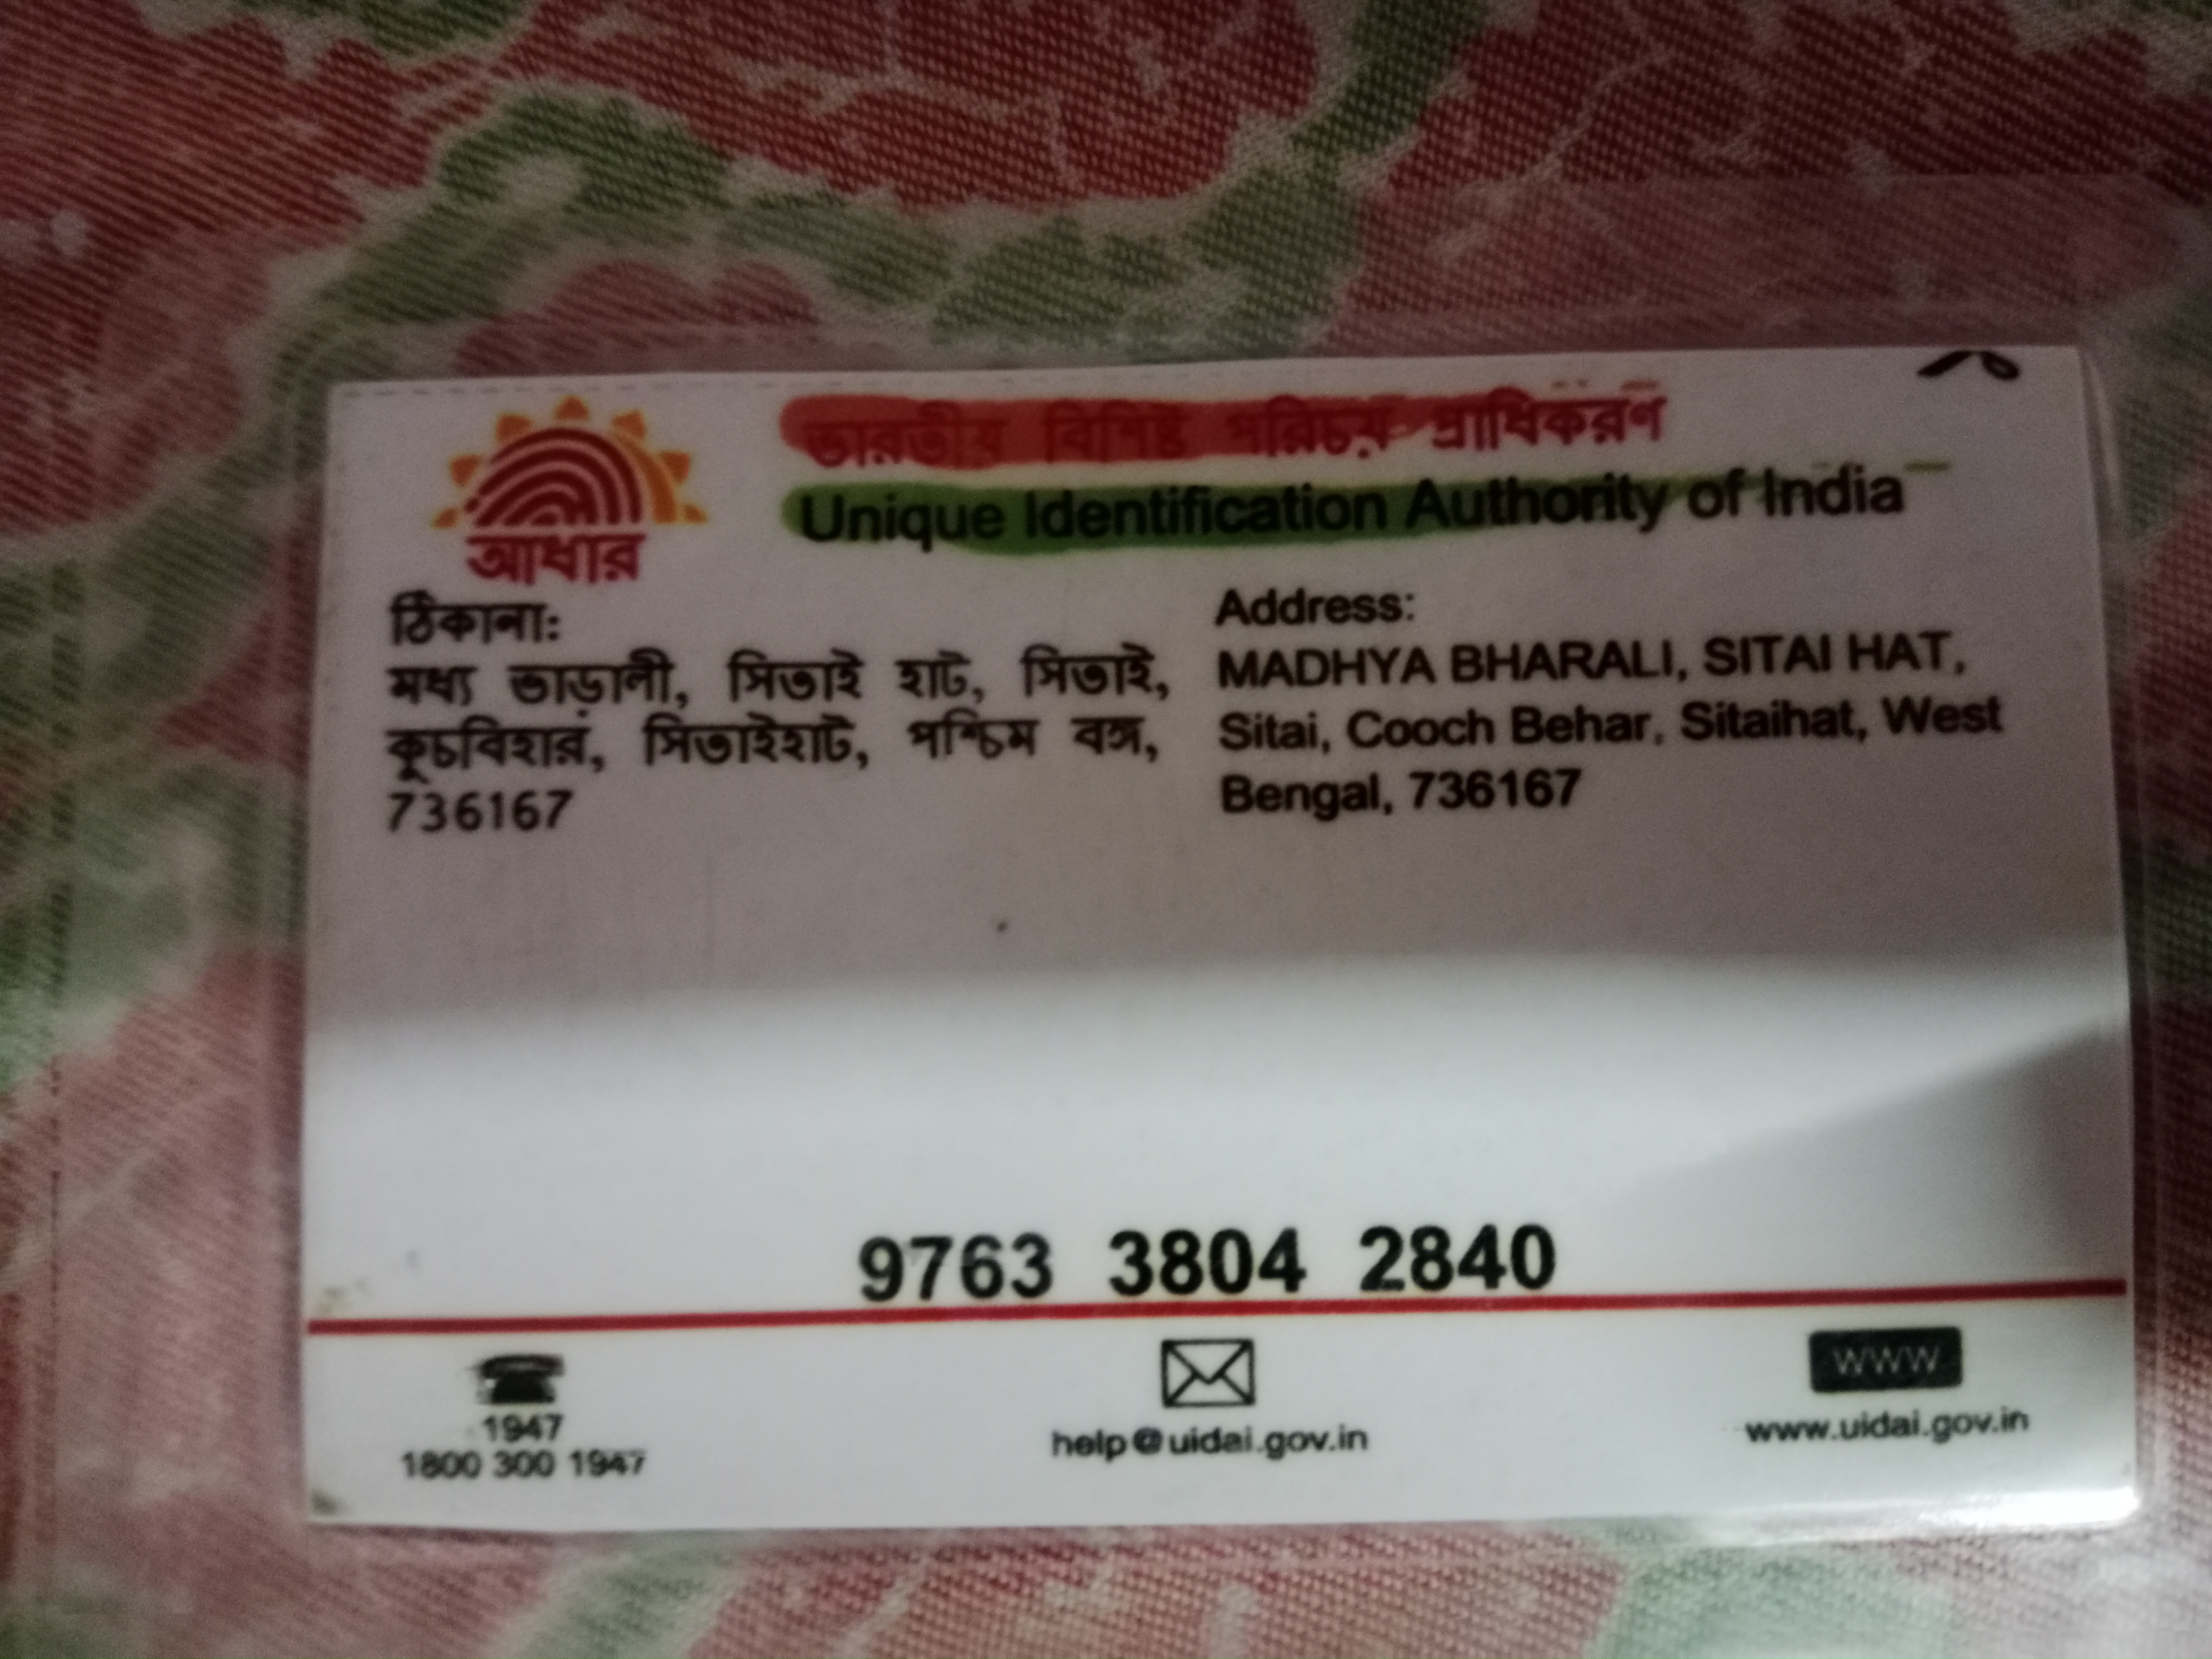 ভারতীয় বিশিষ্ট পরিচয় প্রাধিকরণ
Unique Identification Authority of India
আধার
ঠিকানা:
মধ্য ভাড়ালী, সিতাই হাট, সিতাই,
কুচবিহার, সিতাইহাট, পশ্চিম বঙ্গ,
736167
Address:
MADHYA BHARALI, SITAI HAT,
Sitai, Cooch Behar, Sitaihat, West
Bengal, 736167
9763 3804 2840
1947
1800 300 1947
help@uidai.gov.in
WWW
www.uidai.gov.in